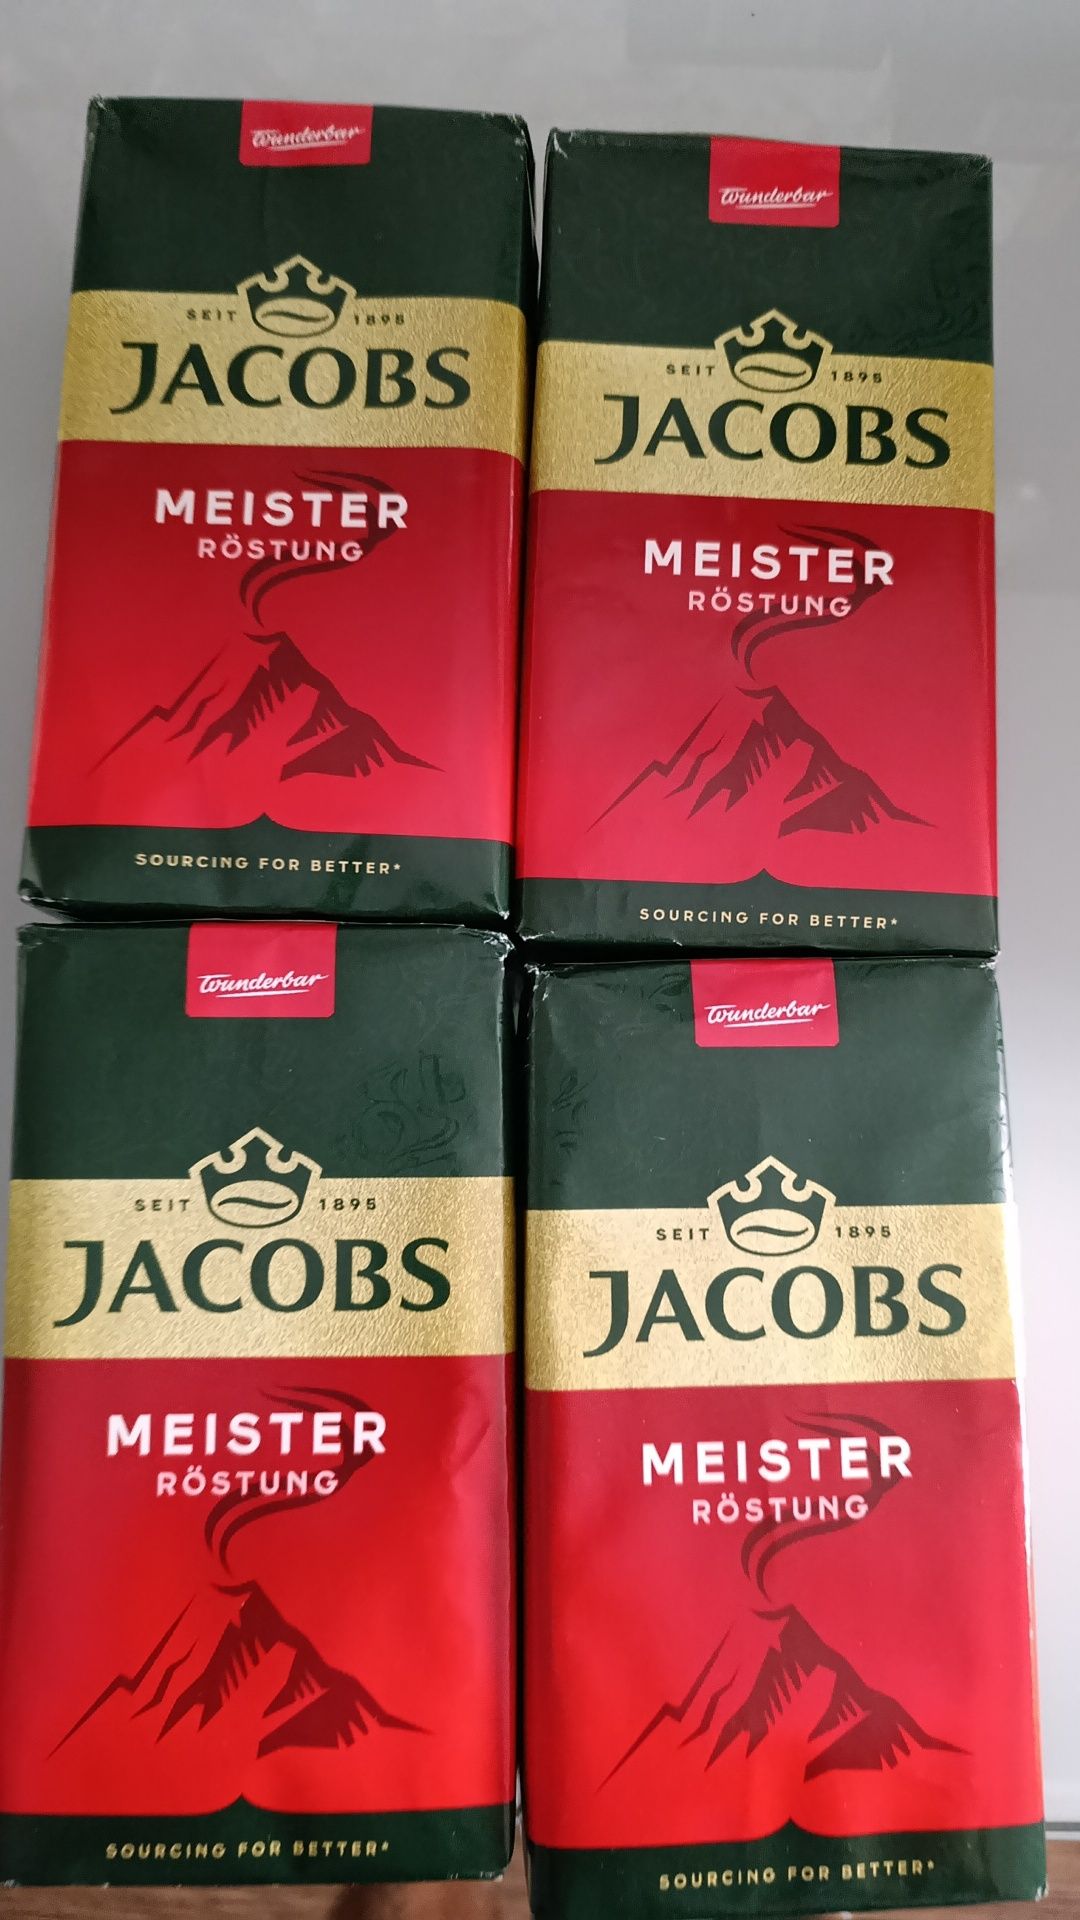 Wunderbar
SEIT 1895
JACOBS
MEISTER
RÖSTUNG
SOURCING FOR BETTER*
Wunderbar
SEIT 1895
JACOBS
MEISTER
RÖSTUNG
SOURCING FOR BETTER*
Wunderbar
SEIT 1895
JACOBS
MEISTER
RÖSTUNG
SOURCING FOR BETTER*
Wunderbar
SEIT 1895
JACOBS
MEISTER
RÖSTUNG
SOURCING FOR BETTER*